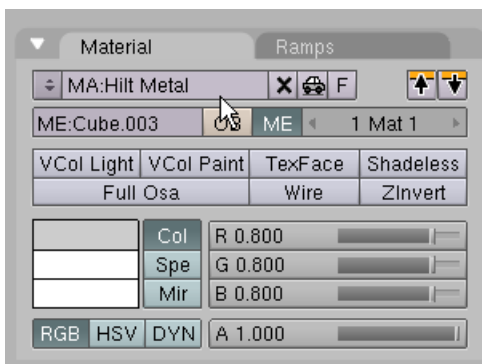 Material Ramps
MA:Hilt Metal F
ME:Cube.003 ME 1 Mat 1
VCol Light VCol Paint TexFace Shadeless
Full Osa Wire ZInvert
Col R 0.800
Spe G 0.800
Mir B 0.800
RGB HSV DYN A 1.000